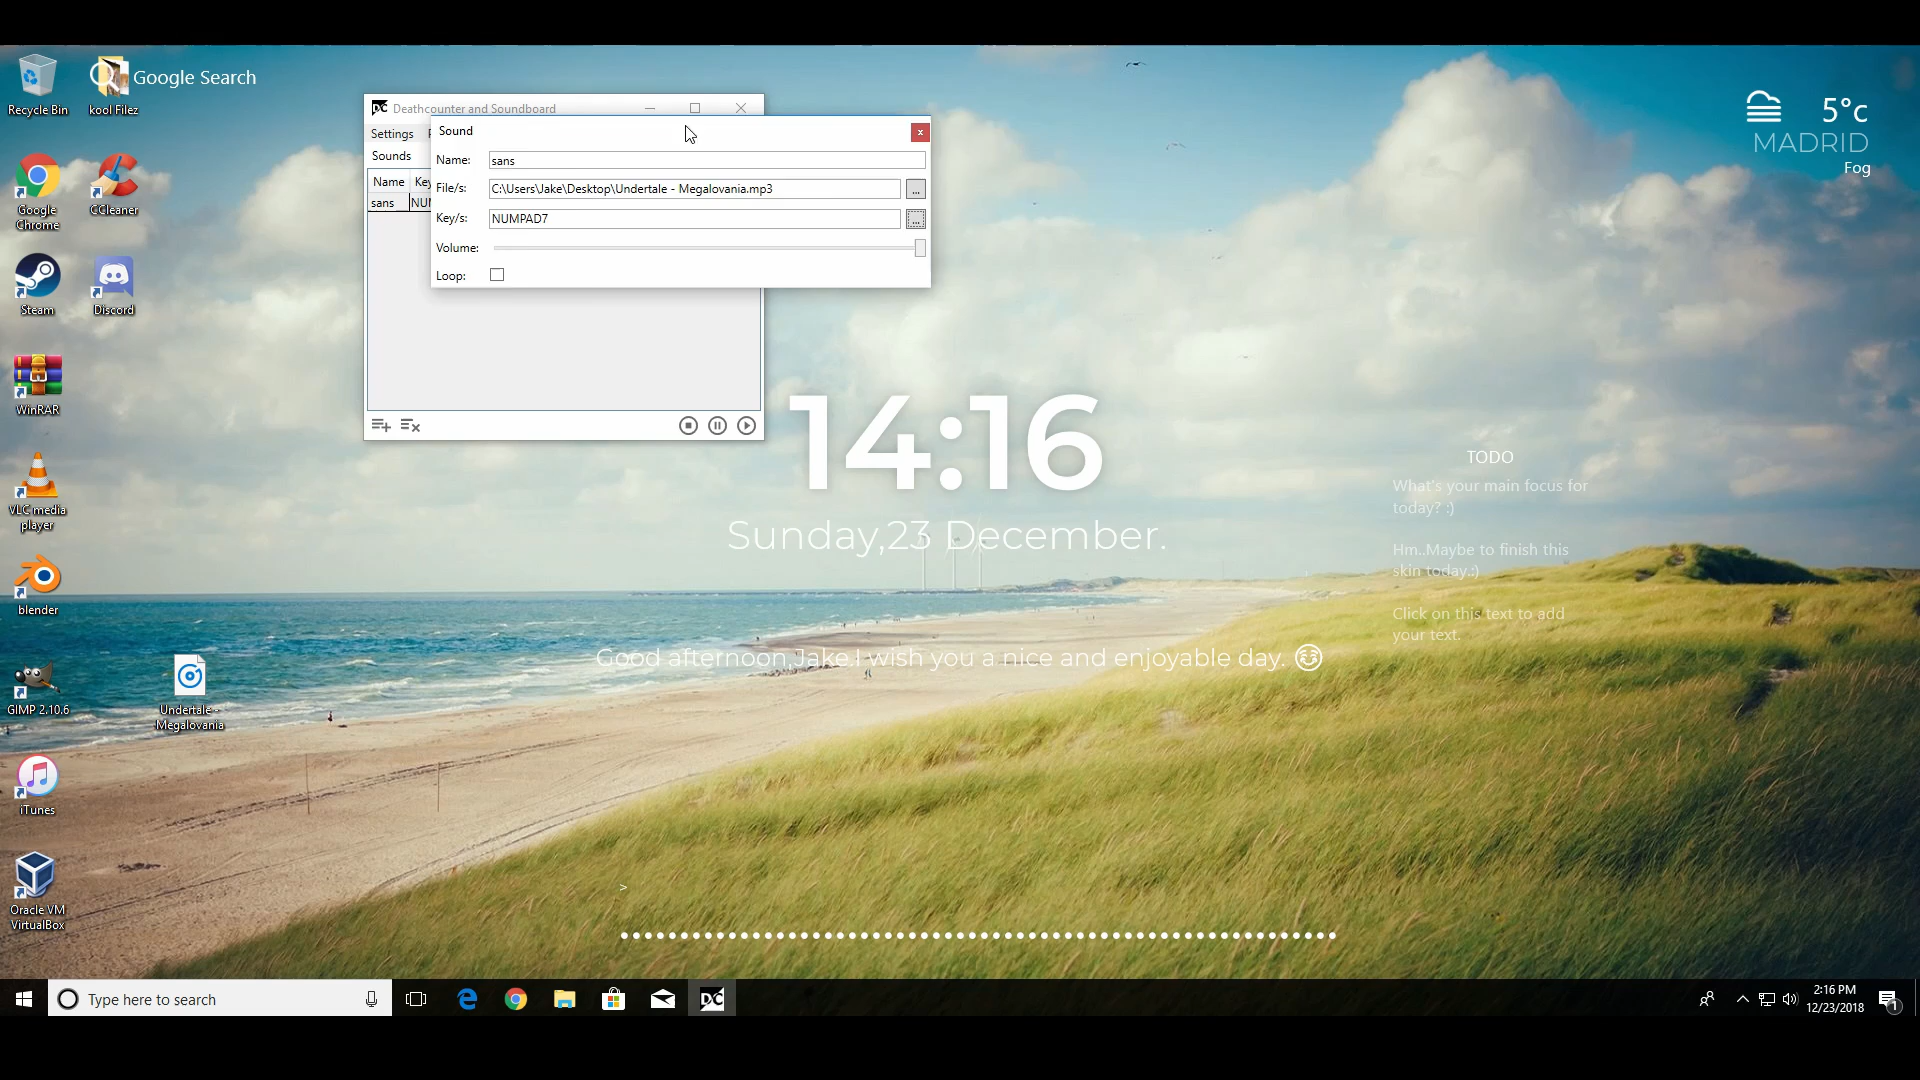 Recycle Bin
kool Filez
Google Search
Google
Chrome
CCleaner
Steam
Discord
WinRAR
VLC media
player
blender
GIMP 2.10.6
Undertale -
Megalovania
iTunes
Oracle VM
VirtualBox
DC Deathcounter and Soundboard
Settings
Sounds
Name Key
sans NUM
Sound
Name: sans
File/s: C:\Users\Jake\Desktop\Undertale - Megalovania.mp3 ...
Key/s: NUMPAD7 ...
Volume:
Loop:
5°c
MADRID
Fog
14:16
Sunday,23 December.
Good afternoon,Jake.I wish you a nice and enjoyable day.
TODO
What's your main focus for
today? :)
Hm..Maybe to finish this
skin today.:)
Click on this text to add
your text.
>
Type here to search
DC
2:16 PM
12/23/2018
1